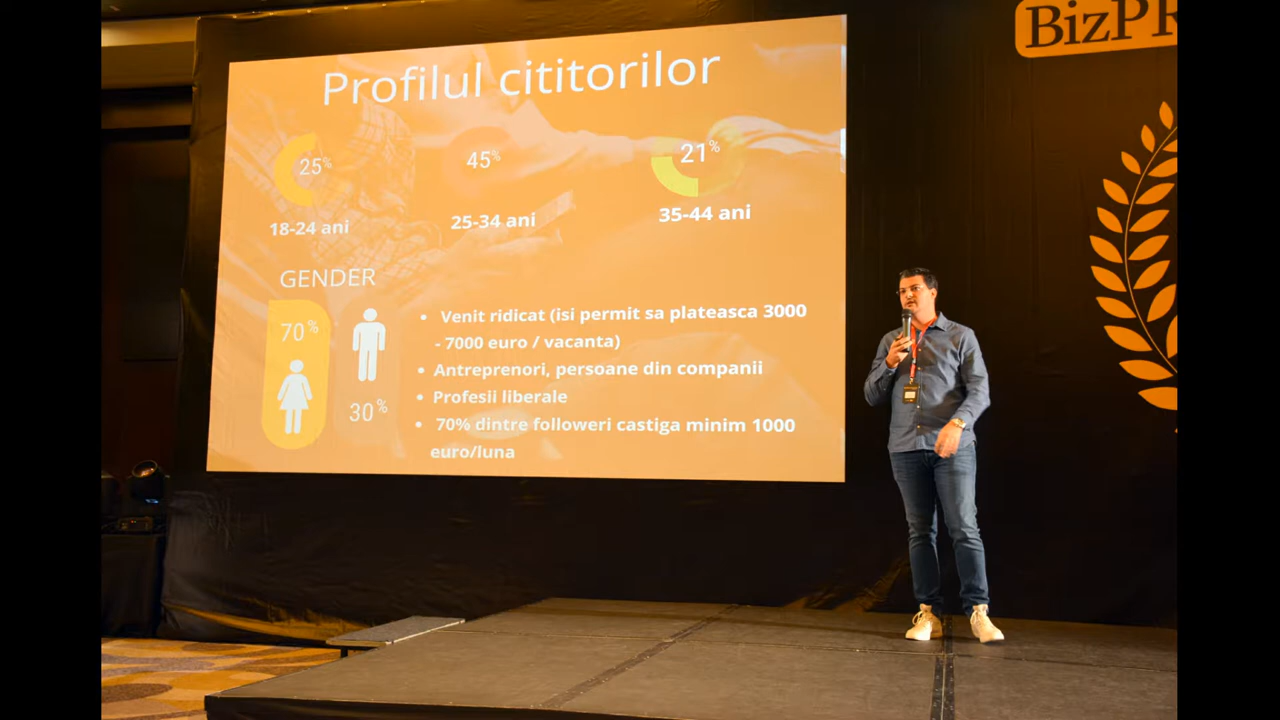 BizPR
Profilul cititorilor
25%
45%
21%
18-24 ani
25-34 ani
35-44 ani
GENDER
70%
30%
• Venit ridicat (isi permit sa plateasca 3000
- 7000 euro / vacanta)
• Antreprenori, persoane din companii
• Profesii liberale
• 70% dintre followeri castiga minim 1000
euro/luna